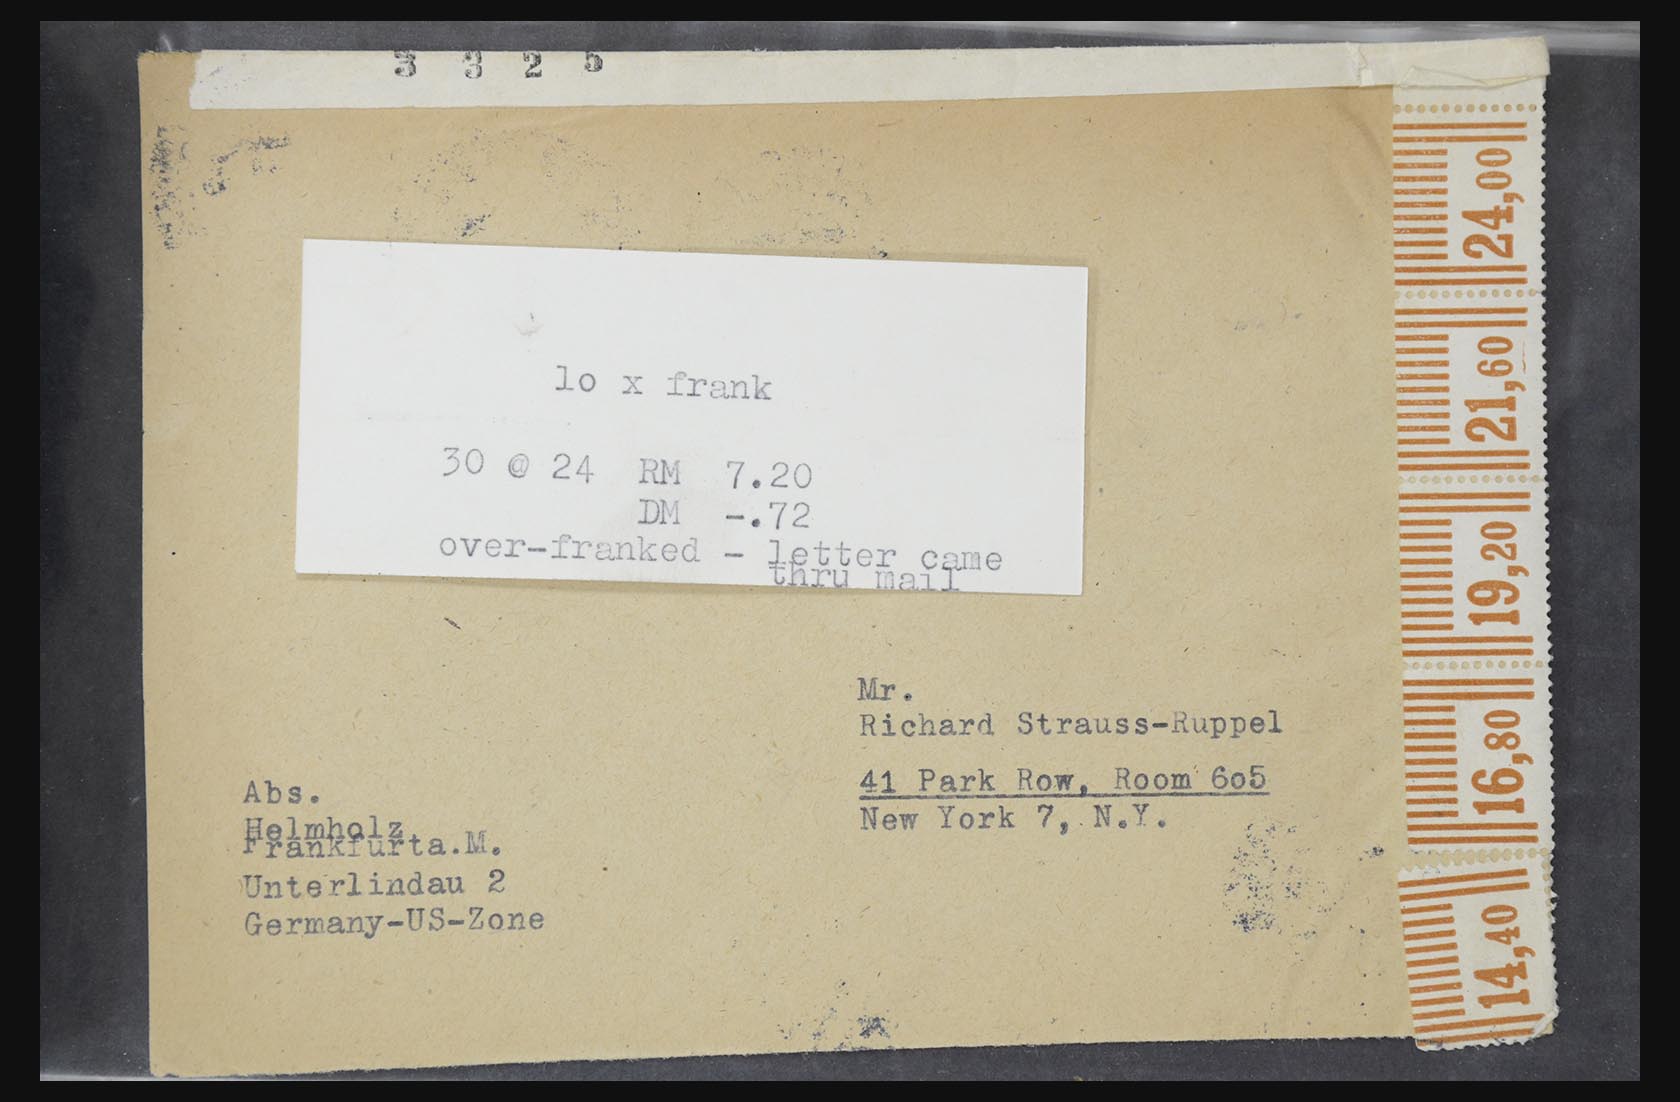 3 3 2 5
lo x frank
30 @ 24 RM 7.20
DM -.72
over-franked - letter came
thru mail
Mr.
Richard Strauss-Ruppel
41 Park Row, Room 6o5
New York 7, N.Y.
Abs.
Helmholz
Frankfurta.M.
Unterlindau 2
Germany-US-Zone
24,00
21,60
19,20
16,80
14,40